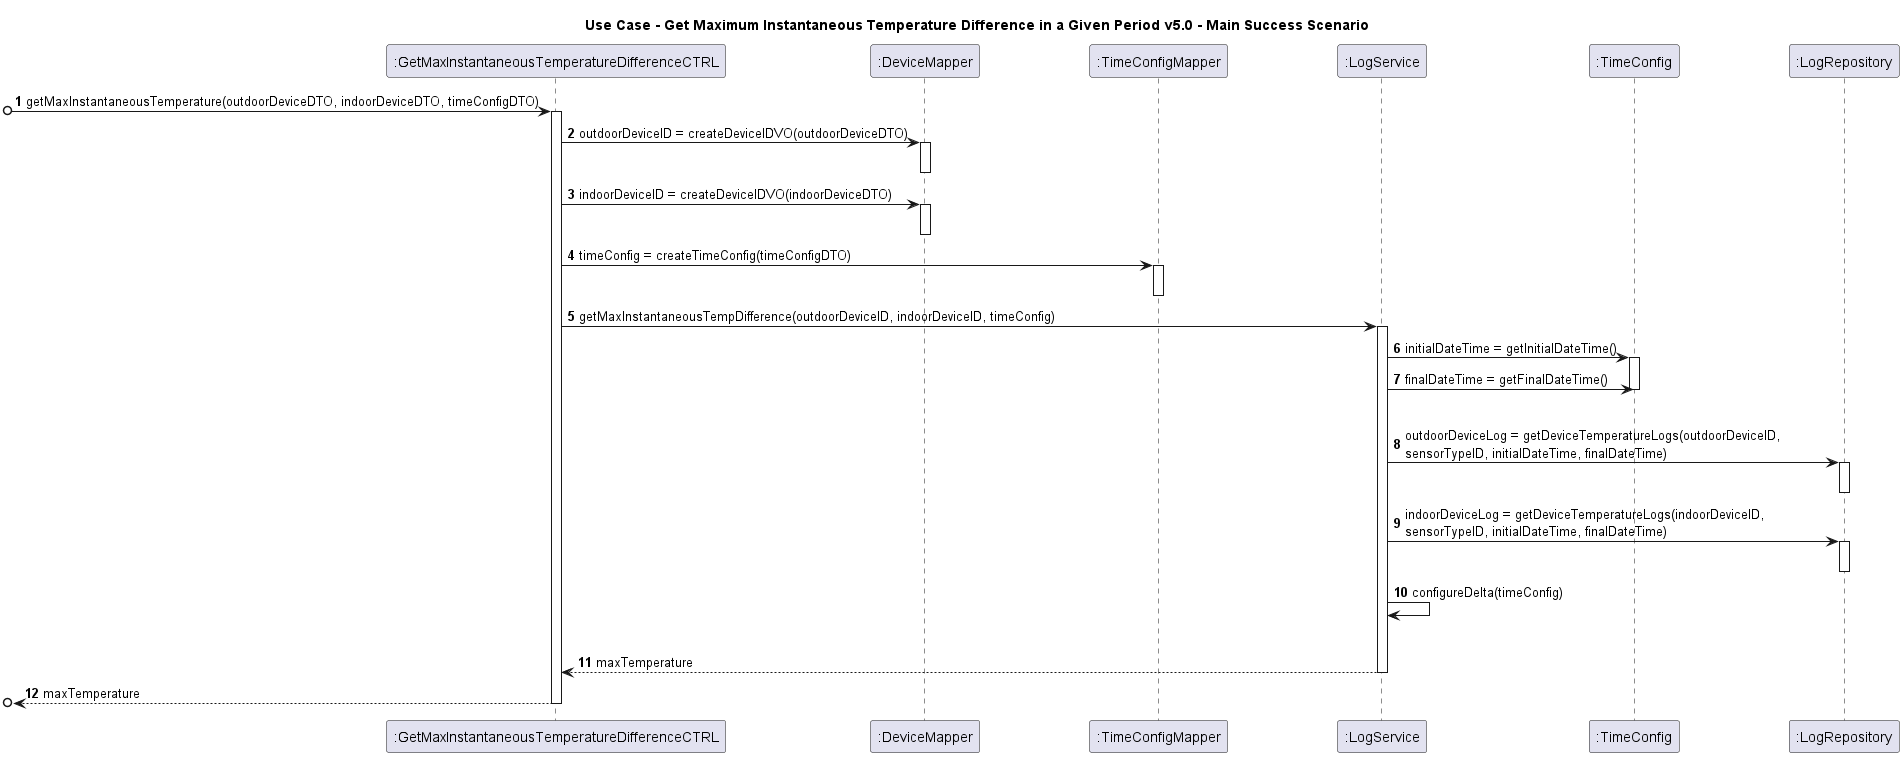 Use Case - Get Maximum Instantaneous Temperature Difference in a Given Period v5.0 - Main Success Scenario
:GetMaxInstantaneousTemperatureDifferenceCTRL :DeviceMapper :TimeConfigMapper :LogService :TimeConfig :LogRepository
1 getMaxInstantaneousTemperature(outdoorDeviceDTO, indoorDeviceDTO, timeConfigDTO)
2 outdoorDeviceID = createDeviceIDVO(outdoorDeviceDTO)
3 indoorDeviceID = createDeviceIDVO(indoorDeviceDTO)
4 timeConfig = createTimeConfig(timeConfigDTO)
5 getMaxInstantaneousTempDifference(outdoorDeviceID, indoorDeviceID, timeConfig)
6 initialDateTime = getInitialDateTime()
7 finalDateTime = getFinalDateTime()
8 outdoorDeviceLog = getDeviceTemperatureLogs(outdoorDeviceID,
sensorTypeID, initialDateTime, finalDateTime)
9 indoorDeviceLog = getDeviceTemperatureLogs(indoorDeviceID,
sensorTypeID, initialDateTime, finalDateTime)
10 configureDelta(timeConfig)
11 maxTemperature
12 maxTemperature
:GetMaxInstantaneousTemperatureDifferenceCTRL :DeviceMapper :TimeConfigMapper :LogService :TimeConfig :LogRepository